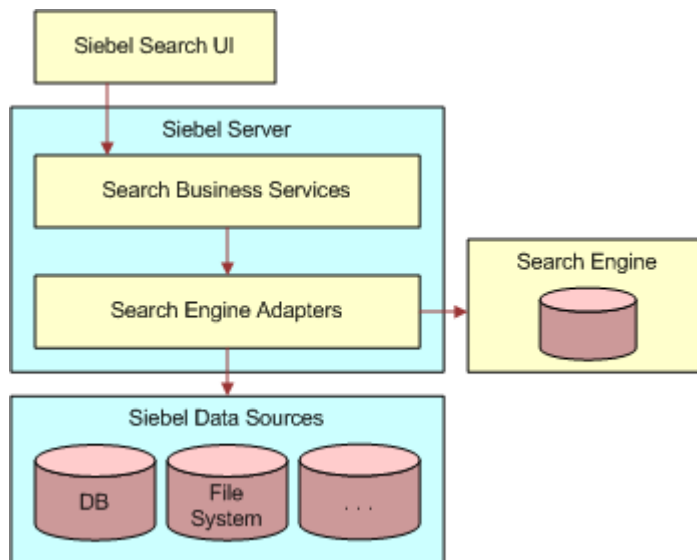 Siebel Search UI
Siebel Server
Search Business Services
Search Engine Adapters
Search Engine
Siebel Data Sources
DB
File
System
. . .